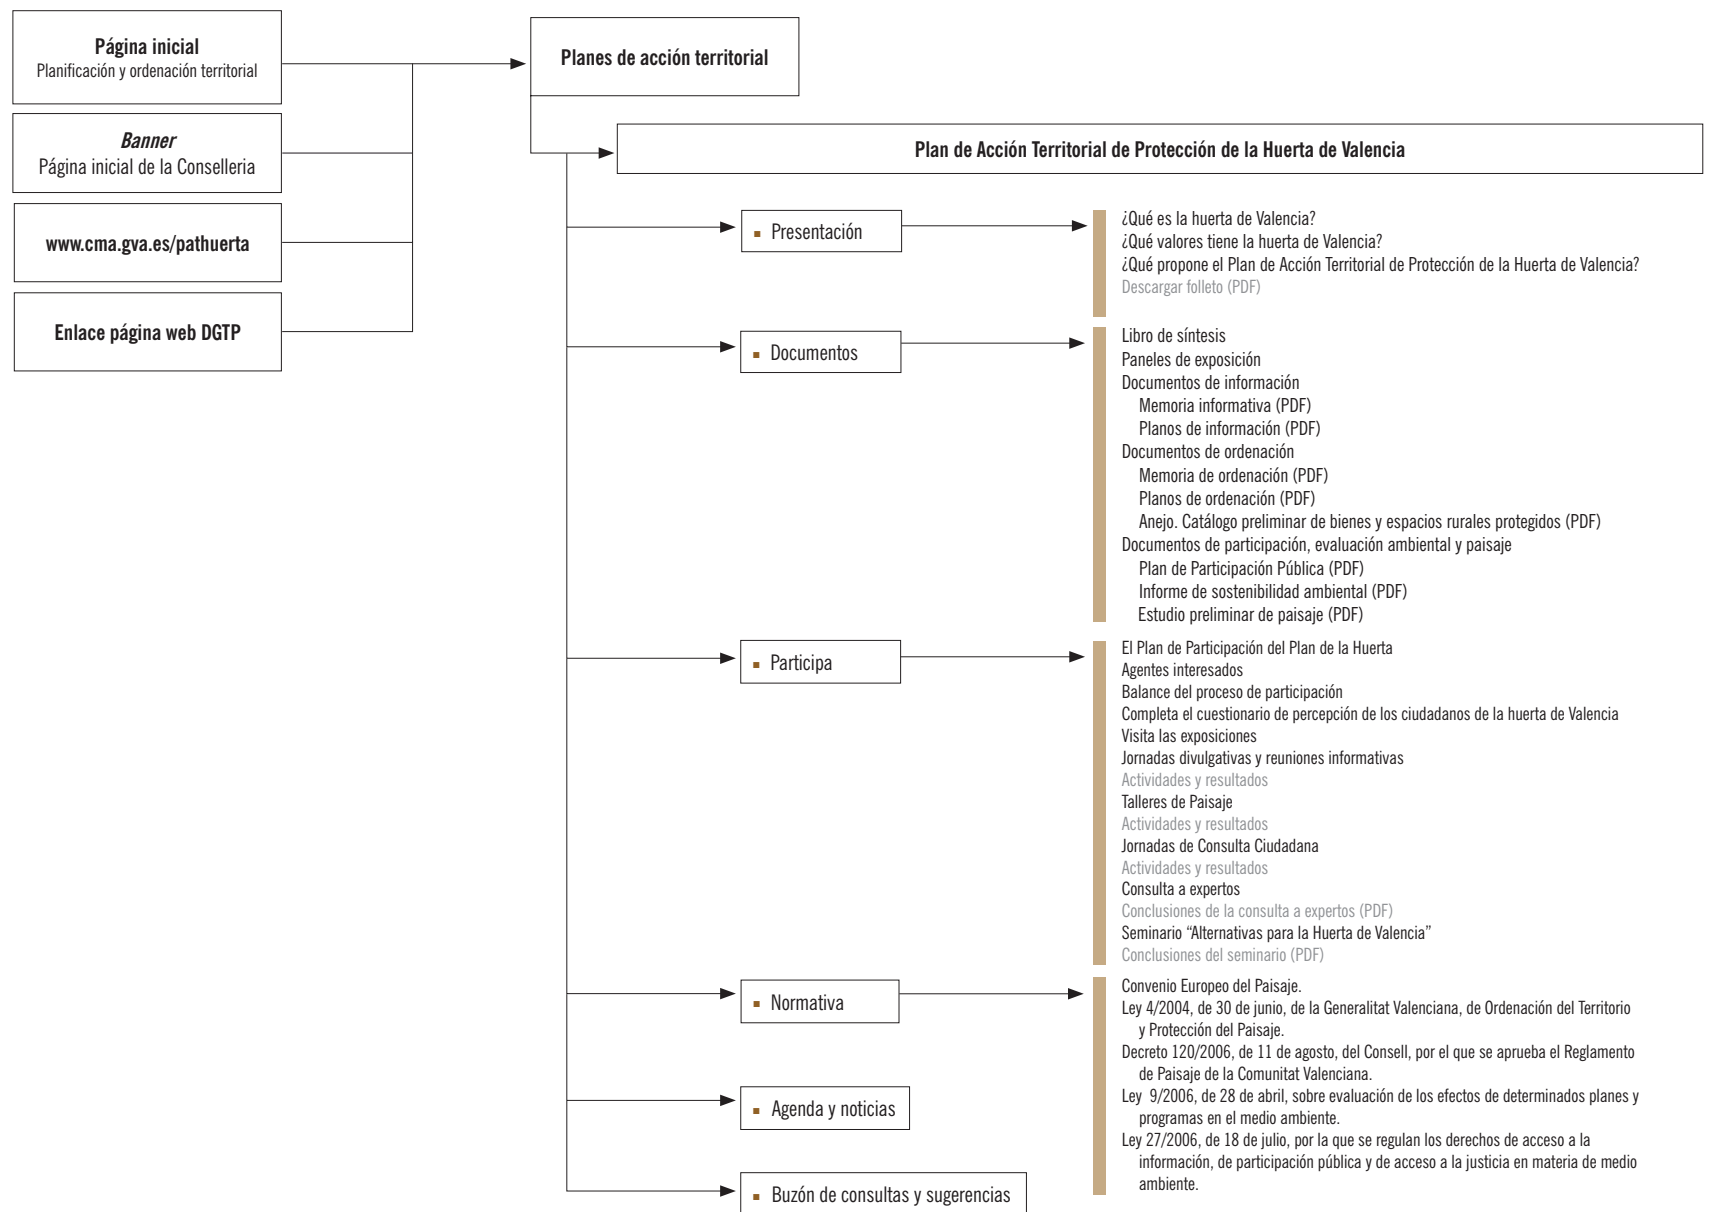 Página inicial
Planificación y ordenación territorial
Banner
Página inicial de la Conselleria
www.cma.gva.es/pathuerta
Enlace página web DGTP
Planes de acción territorial
Plan de Acción Territorial de Protección de la Huerta de Valencia
▪ Presentación
¿Qué es la huerta de Valencia?
¿Qué valores tiene la huerta de Valencia?
¿Qué propone el Plan de Acción Territorial de Protección de la Huerta de Valencia?
Descargar folleto (PDF)
▪ Documentos
Libro de síntesis
Paneles de exposición
Documentos de información
Memoria informativa (PDF)
Planos de información (PDF)
Documentos de ordenación
Memoria de ordenación (PDF)
Planos de ordenación (PDF)
Anejo. Catálogo preliminar de bienes y espacios rurales protegidos (PDF)
Documentos de participación, evaluación ambiental y paisaje
Plan de Participación Pública (PDF)
Informe de sostenibilidad ambiental (PDF)
Estudio preliminar de paisaje (PDF)
▪ Participa
El Plan de Participación del Plan de la Huerta
Agentes interesados
Balance del proceso de participación
Completa el cuestionario de percepción de los ciudadanos de la huerta de Valencia
Visita las exposiciones
Jornadas divulgativas y reuniones informativas
Actividades y resultados
Talleres de Paisaje
Actividades y resultados
Jornadas de Consulta Ciudadana
Actividades y resultados
Consulta a expertos
Conclusiones de la consulta a expertos (PDF)
Seminario “Alternativas para la Huerta de Valencia”
Conclusiones del seminario (PDF)
▪ Normativa
Convenio Europeo del Paisaje.
Ley 4/2004, de 30 de junio, de la Generalitat Valenciana, de Ordenación del Territorio
y Protección del Paisaje.
Decreto 120/2006, de 11 de agosto, del Consell, por el que se aprueba el Reglamento
de Paisaje de la Comunitat Valenciana.
Ley 9/2006, de 28 de abril, sobre evaluación de los efectos de determinados planes y
programas en el medio ambiente.
Ley 27/2006, de 18 de julio, por la que se regulan los derechos de acceso a la
información, de participación pública y de acceso a la justicia en materia de medio
ambiente.
▪ Agenda y noticias
▪ Buzón de consultas y sugerencias